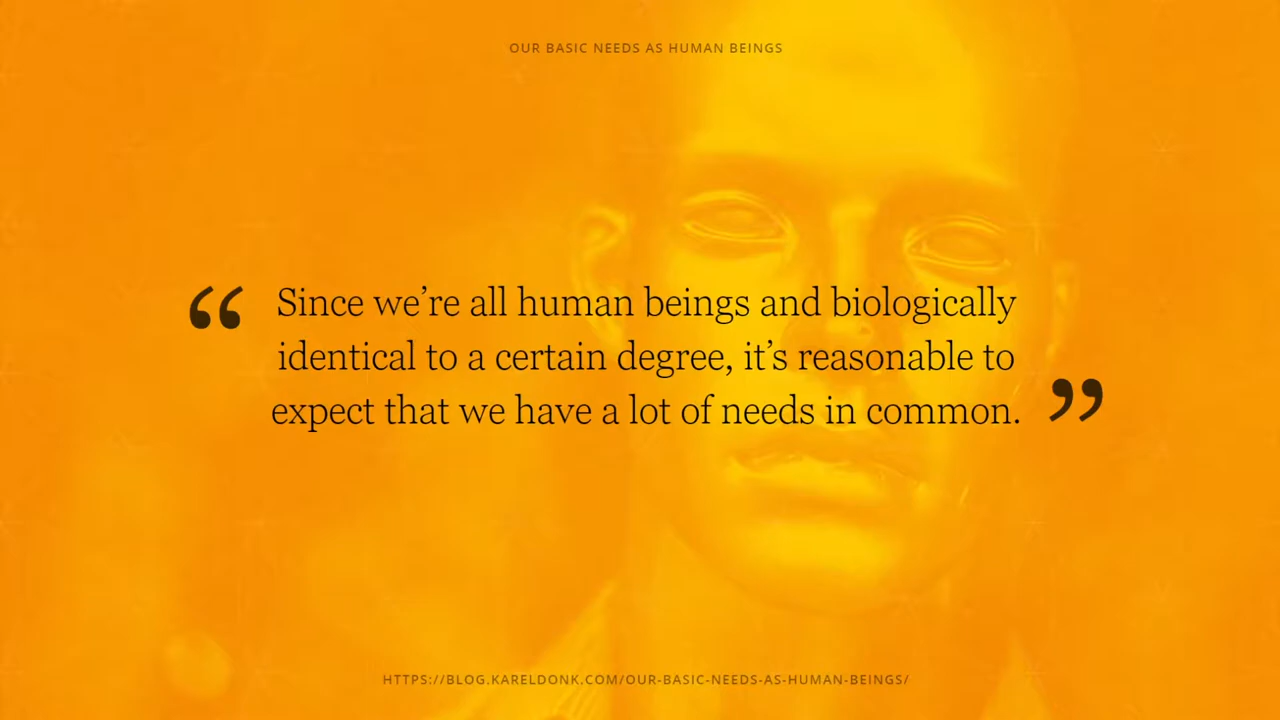 OUR BASIC NEEDS AS HUMAN BEINGS
“ Since we’re all human beings and biologically
identical to a certain degree, it’s reasonable to
expect that we have a lot of needs in common. ”
HTTPS://BLOG.KARELDONK.COM/OUR-BASIC-NEEDS-AS-HUMAN-BEINGS/